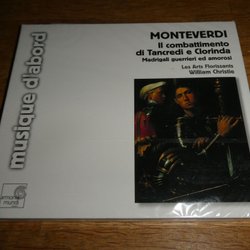 musique d'abord
MONTEVERDI
Il combattimento
di Tancredi e Clorinda
Madrigali guerrieri ed amorosi
Les Arts Florissants
William Christie
harmonia
mundi